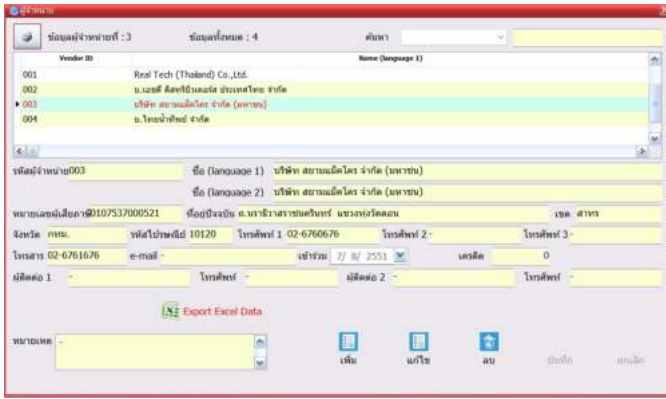 ผู้จำหน่าย
ข้อมูลผู้จำหน่ายที่ : 3 ข้อมูลทั้งหมด : 4 ค้นหา
Vendor ID Name (language 1)
001 Real Tech (Thailand) Co.,Ltd.
002 บ.เอชดี ดิสทริบิวเตอร์ส ประเทศไทย จำกัด
003 บริษัท สยามแม็คโคร จำกัด (มหาชน)
004 บ.ไทยน้ำทิพย์ จำกัด
รหัสผู้จำหน่าย 003 ชื่อ (language 1) บริษัท สยามแม็คโคร จำกัด (มหาชน)
ชื่อ (language 2) บริษัท สยามแม็คโคร จำกัด (มหาชน)
หมายเลขผู้เสียภาษี 0107537000521 ที่อยู่ปัจจุบัน ถ.นราธิวาสราชนครินทร์ แขวงทุ่งวัดดอน เขต สาทร
จังหวัด กทม. รหัสไปรษณีย์ 10120 โทรศัพท์ 1 02-6760676 โทรศัพท์ 2 - โทรศัพท์ 3 -
โทรสาร 02-6761676 e-mail - เข้าร่วม 7/ 8/ 2551 เครดิต 0
ผู้ติดต่อ 1 - โทรศัพท์ - ผู้ติดต่อ 2 - โทรศัพท์ -
Export Excel Data
หมายเหตุ -
เพิ่ม แก้ไข ลบ บันทึก ยกเลิก